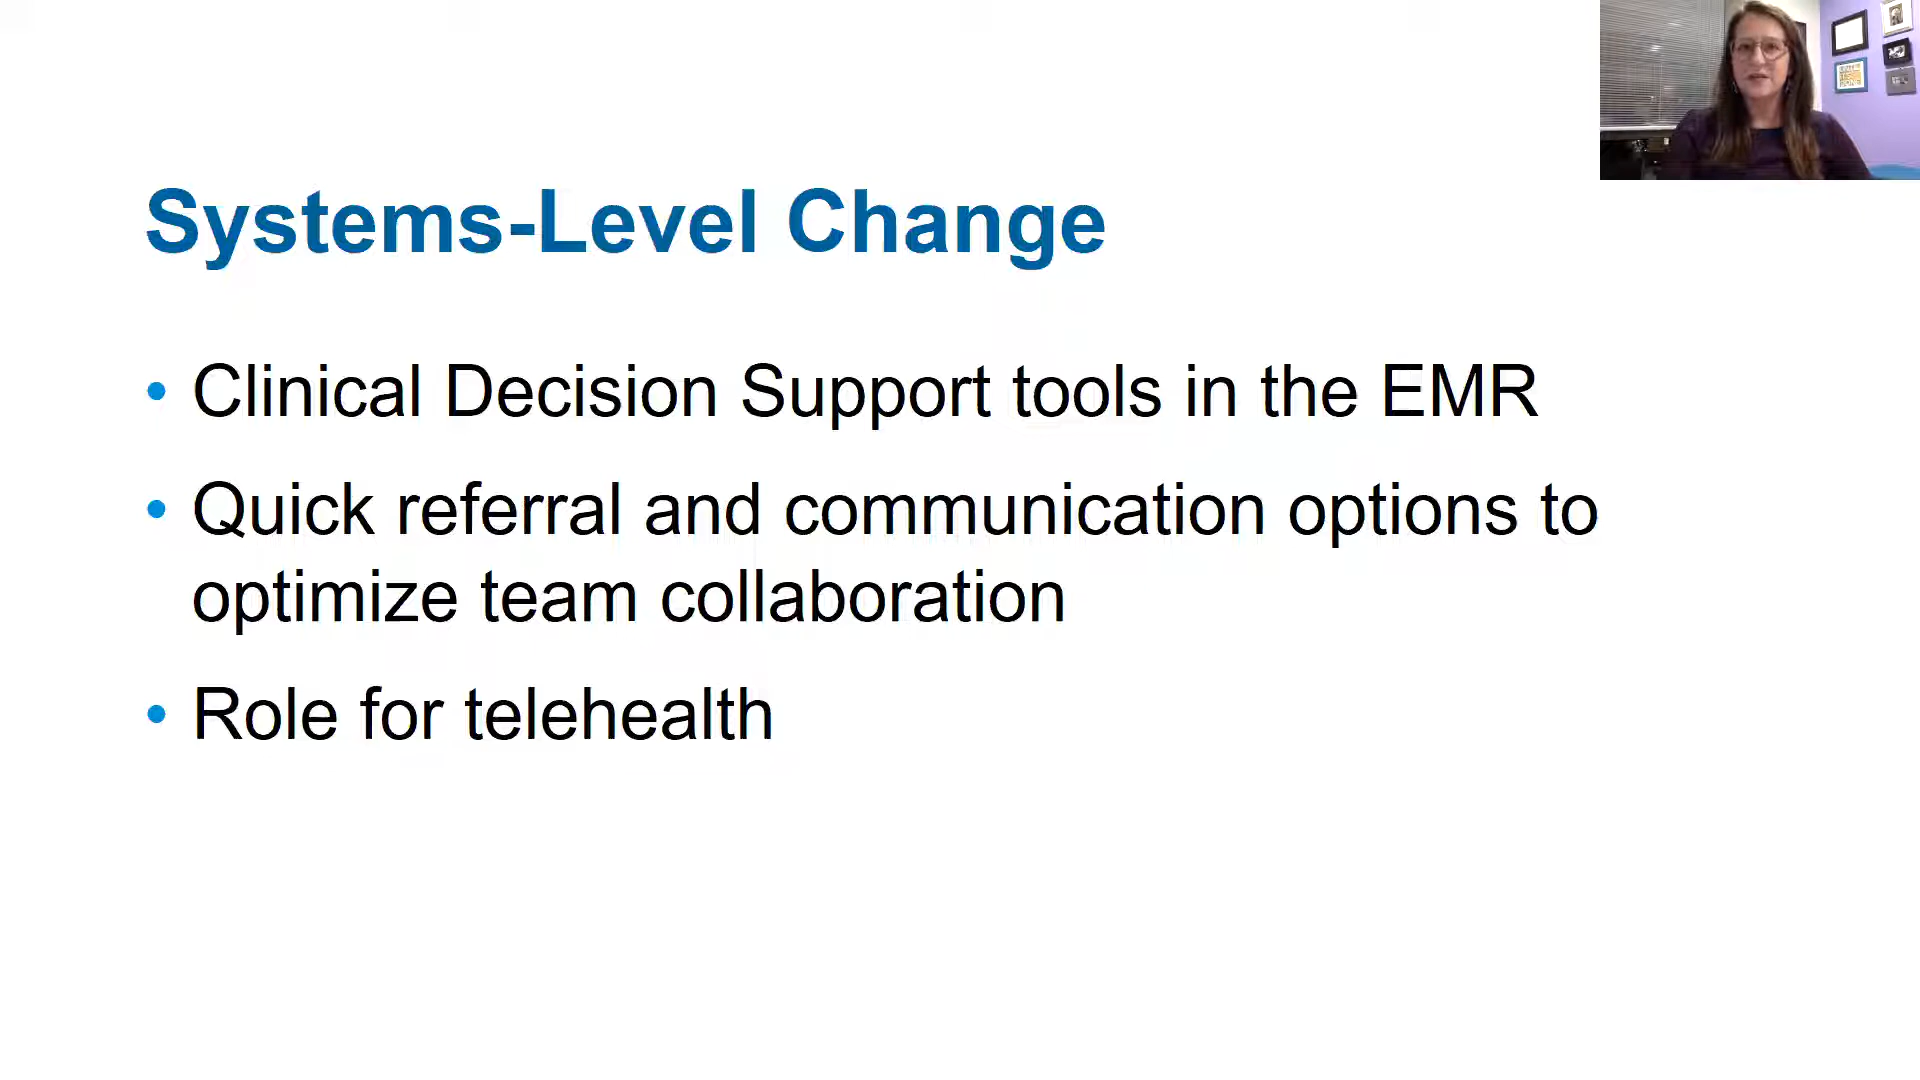 Systems-Level Change
• Clinical Decision Support tools in the EMR
• Quick referral and communication options to
optimize team collaboration
• Role for telehealth